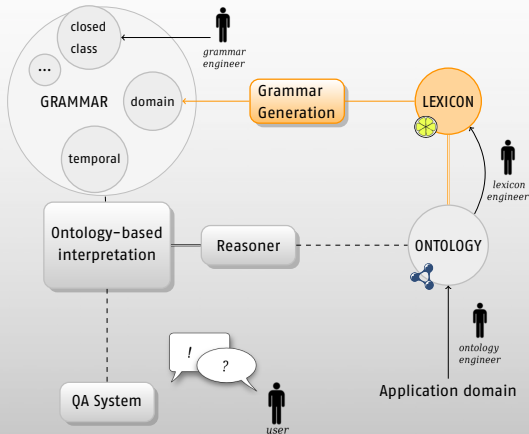 closed
class
grammar
engineer
...
GRAMMAR
domain
Grammar
Generation
LEXICON
temporal
lexicon
engineer
Ontology-based
interpretation
Reasoner
ONTOLOGY
ontology
engineer
!
?
QA System
Application domain
user